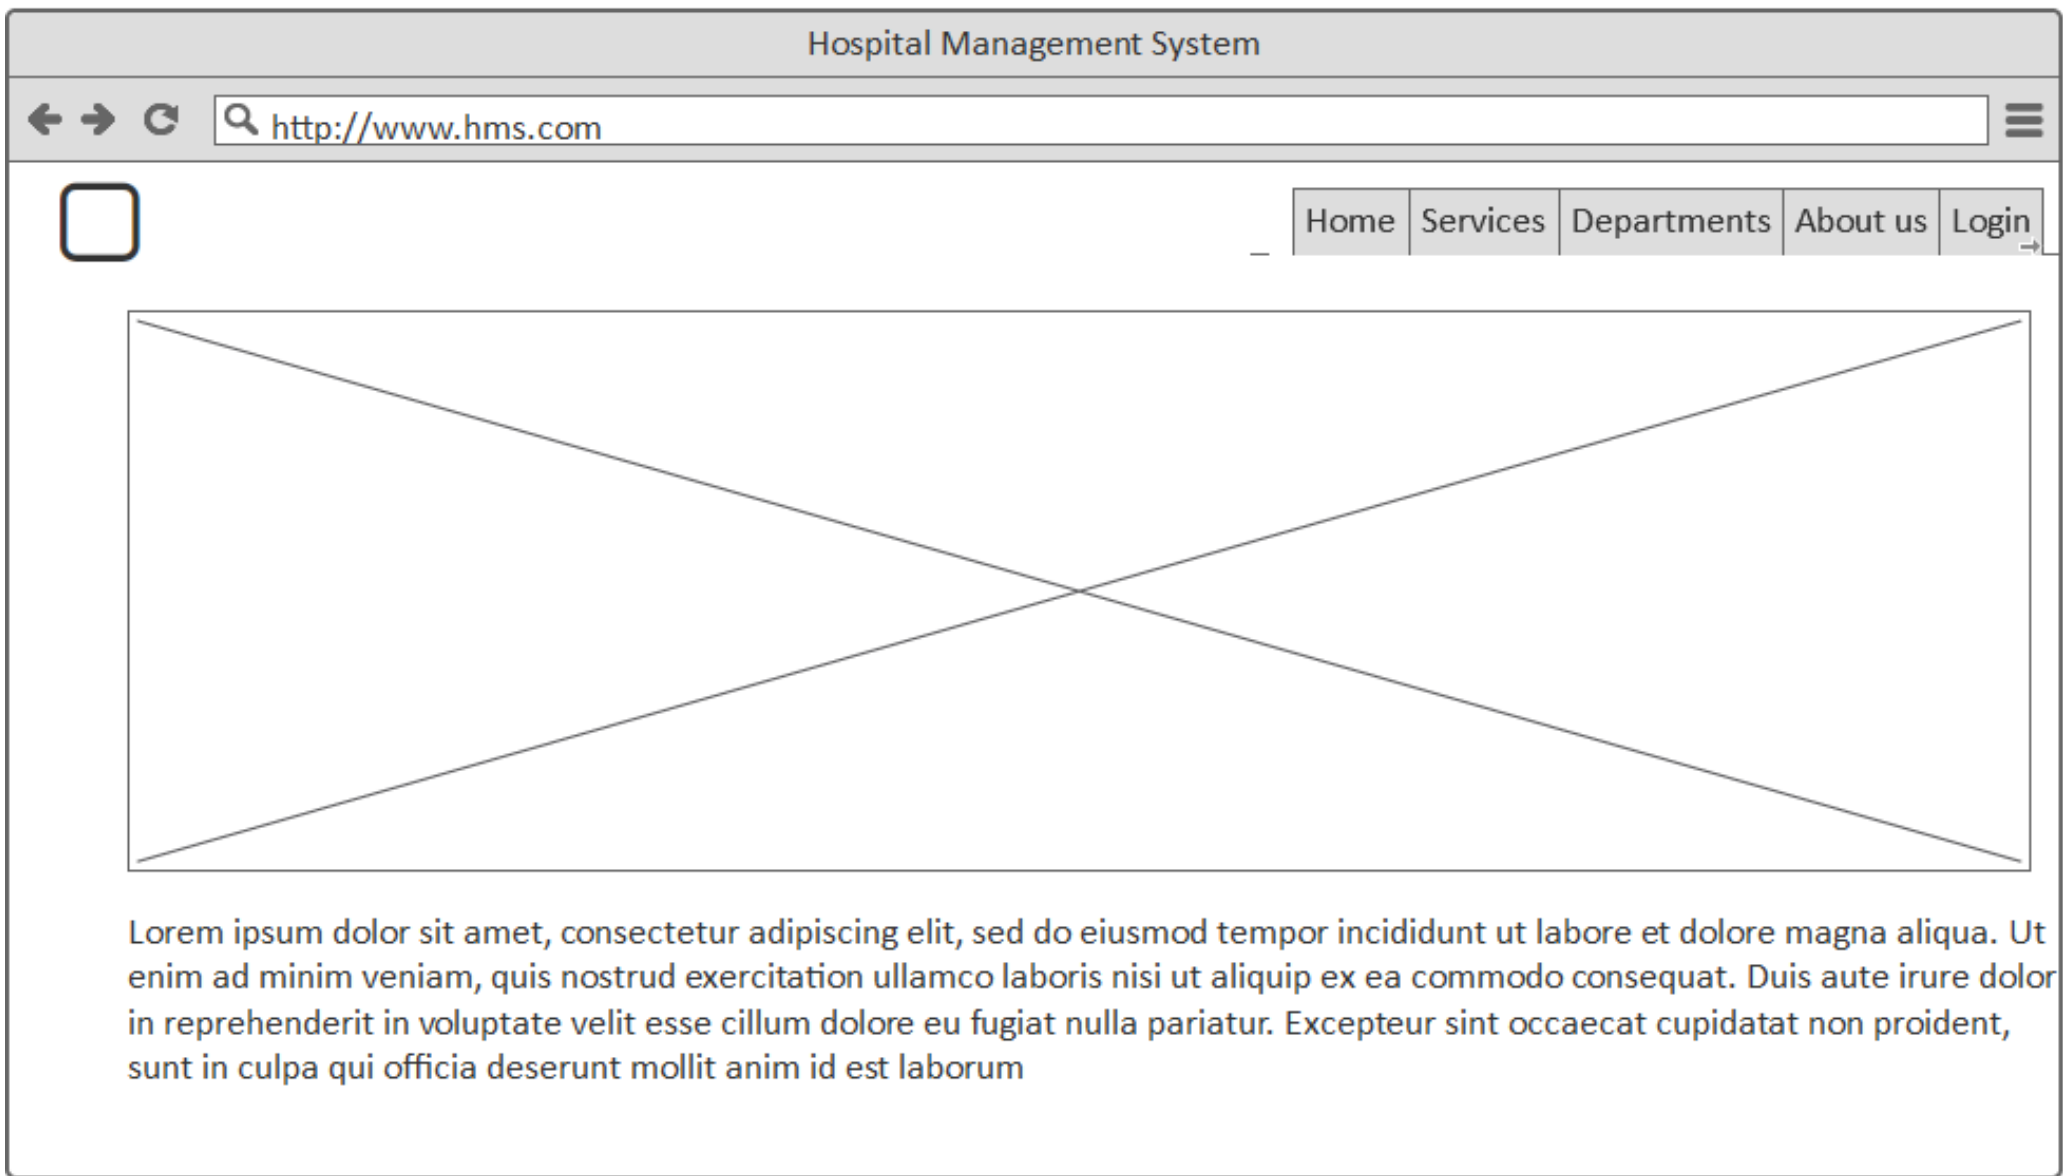 Hospital Management System
http://www.hms.com
Home Services Departments About us Login
Lorem ipsum dolor sit amet, consectetur adipiscing elit, sed do eiusmod tempor incididunt ut labore et dolore magna aliqua. Ut
enim ad minim veniam, quis nostrud exercitation ullamco laboris nisi ut aliquip ex ea commodo consequat. Duis aute irure dolor
in reprehenderit in voluptate velit esse cillum dolore eu fugiat nulla pariatur. Excepteur sint occaecat cupidatat non proident,
sunt in culpa qui officia deserunt mollit anim id est laborum